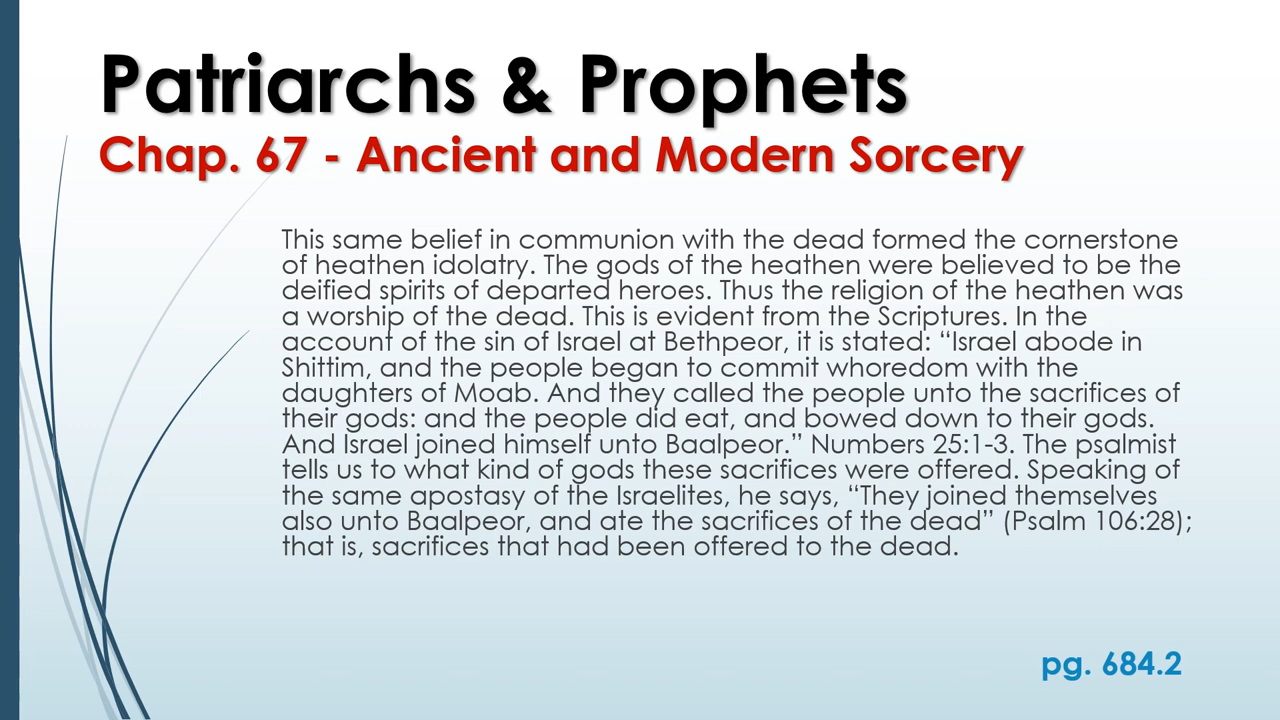 Patriarchs & Prophets
Chap. 67 - Ancient and Modern Sorcery
This same belief in communion with the dead formed the cornerstone
of heathen idolatry. The gods of the heathen were believed to be the
deified spirits of departed heroes. Thus the religion of the heathen was
a worship of the dead. This is evident from the Scriptures. In the
account of the sin of Israel at Bethpeor, it is stated: “Israel abode in
Shittim, and the people began to commit whoredom with the
daughters of Moab. And they called the people unto the sacrifices of
their gods: and the people did eat, and bowed down to their gods.
And Israel joined himself unto Baalpeor.” Numbers 25:1-3. The psalmist
tells us to what kind of gods these sacrifices were offered. Speaking of
the same apostasy of the Israelites, he says, “They joined themselves
also unto Baalpeor, and ate the sacrifices of the dead” (Psalm 106:28);
that is, sacrifices that had been offered to the dead.
pg. 684.2